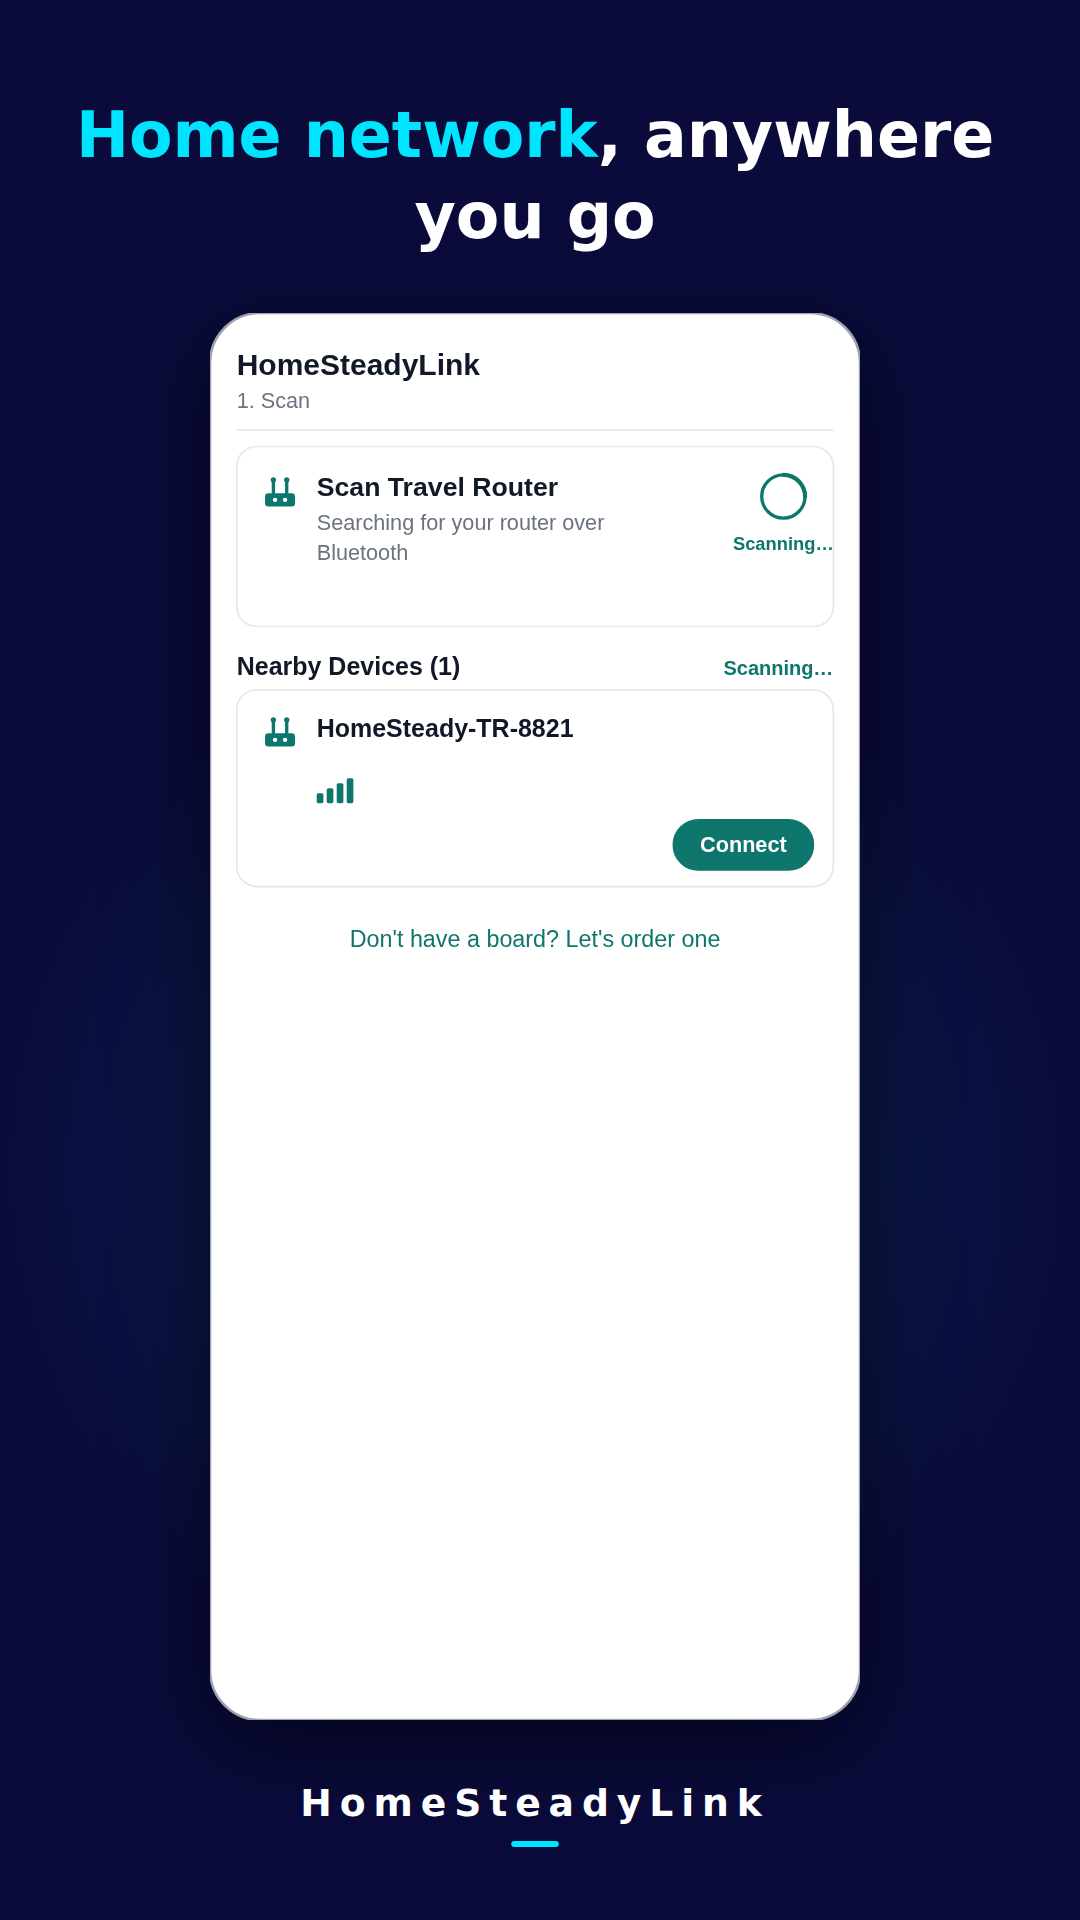 Home network, anywhere
you go
HomeSteadyLink
1. Scan
Scan Travel Router
Searching for your router over
Bluetooth
Scanning...
Nearby Devices (1)
Scanning...
HomeSteady-TR-8821
Connect
Don't have a board? Let's order one
HomeSteadyLink